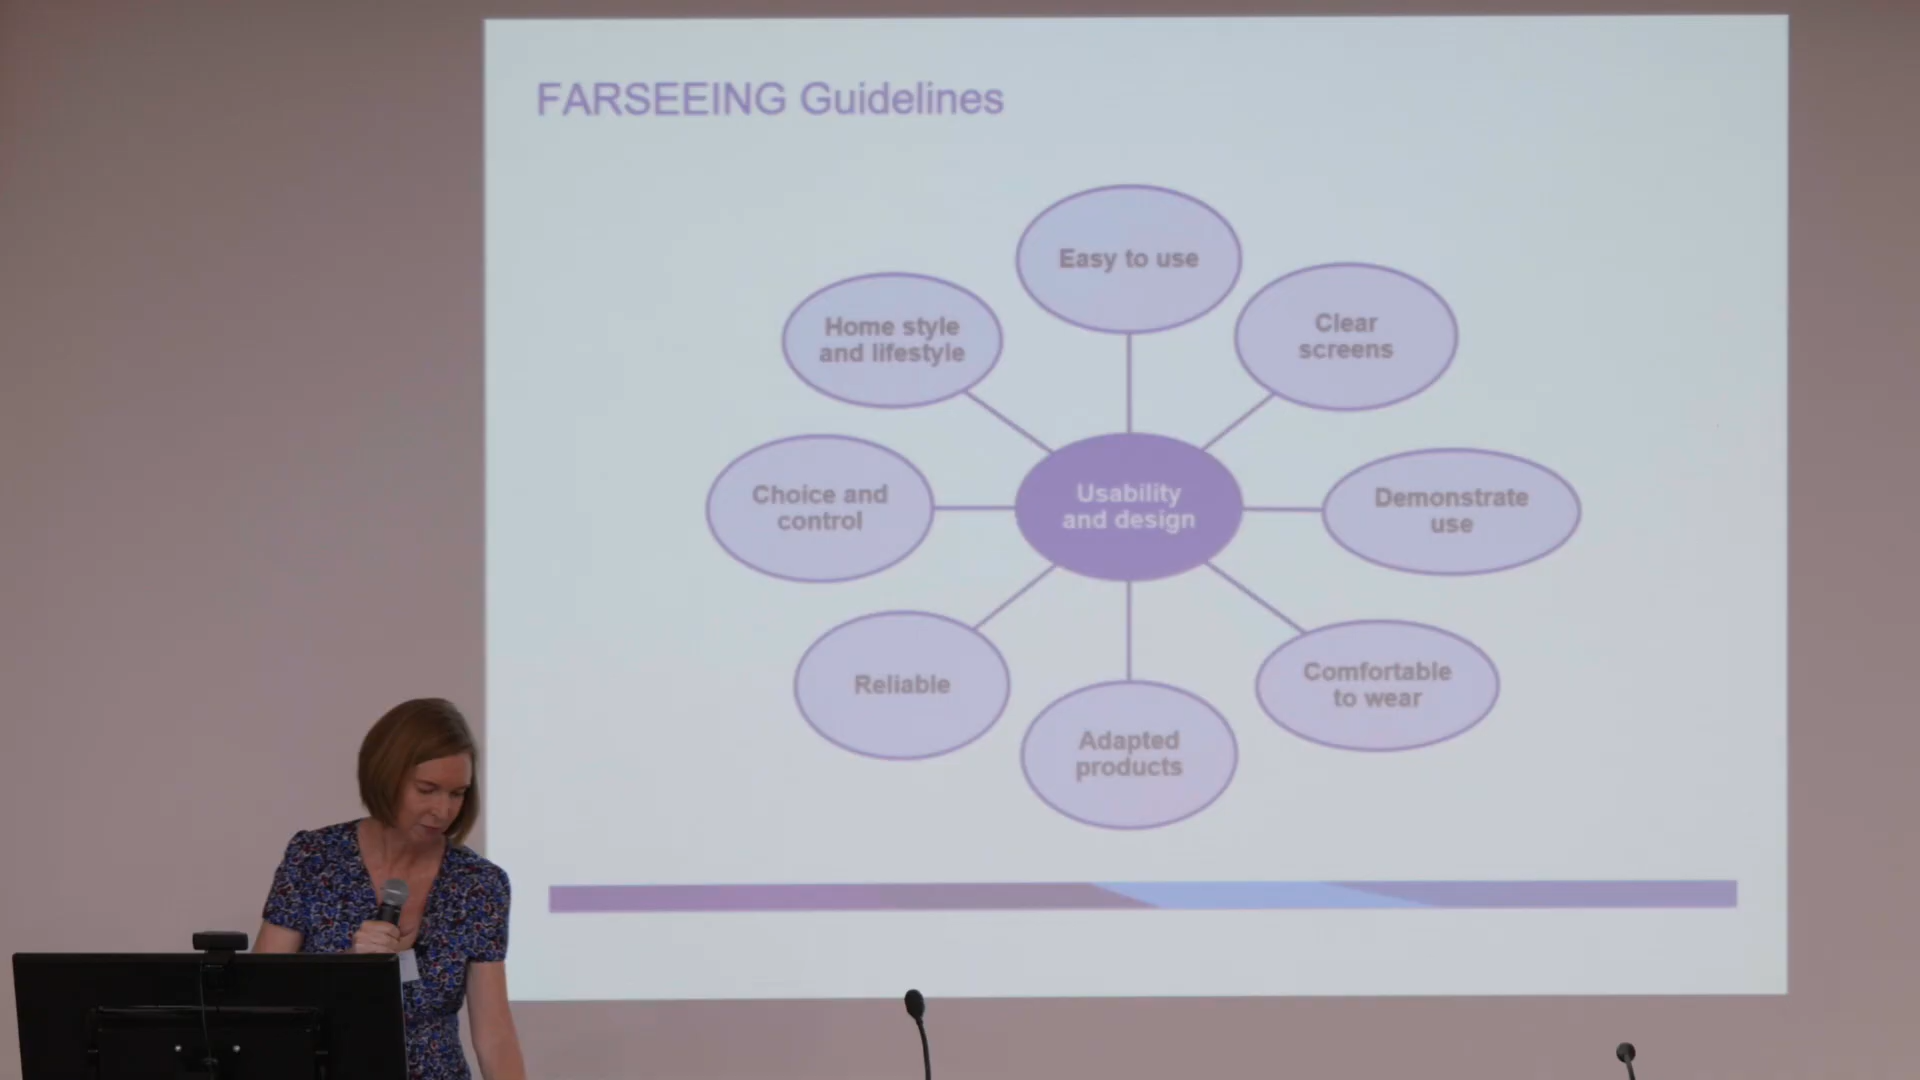 FARSEEING Guidelines
Easy to use
Clear
screens
Home style
and lifestyle
Choice and
control
Usability
and design
Demonstrate
use
Reliable
Comfortable
to wear
Adapted
products